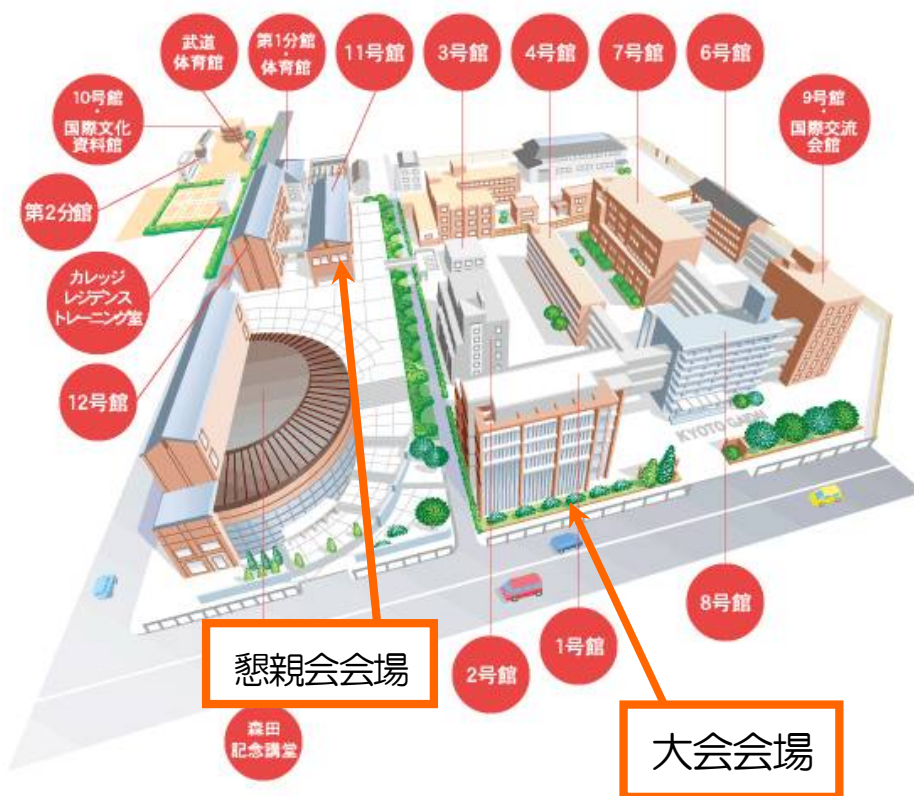 武道
体育館
第1分館
・
体育館
11号館
3号館
4号館
7号館
6号館
10号館
・
国際文化
資料館
9号館
・
国際交流
会館
第2分館
カレッジ
レジデンス
トレーニング室
12号館
KYOTO GAIDAI
8号館
1号館
2号館
懇親会会場
森田
記念講堂
大会会場